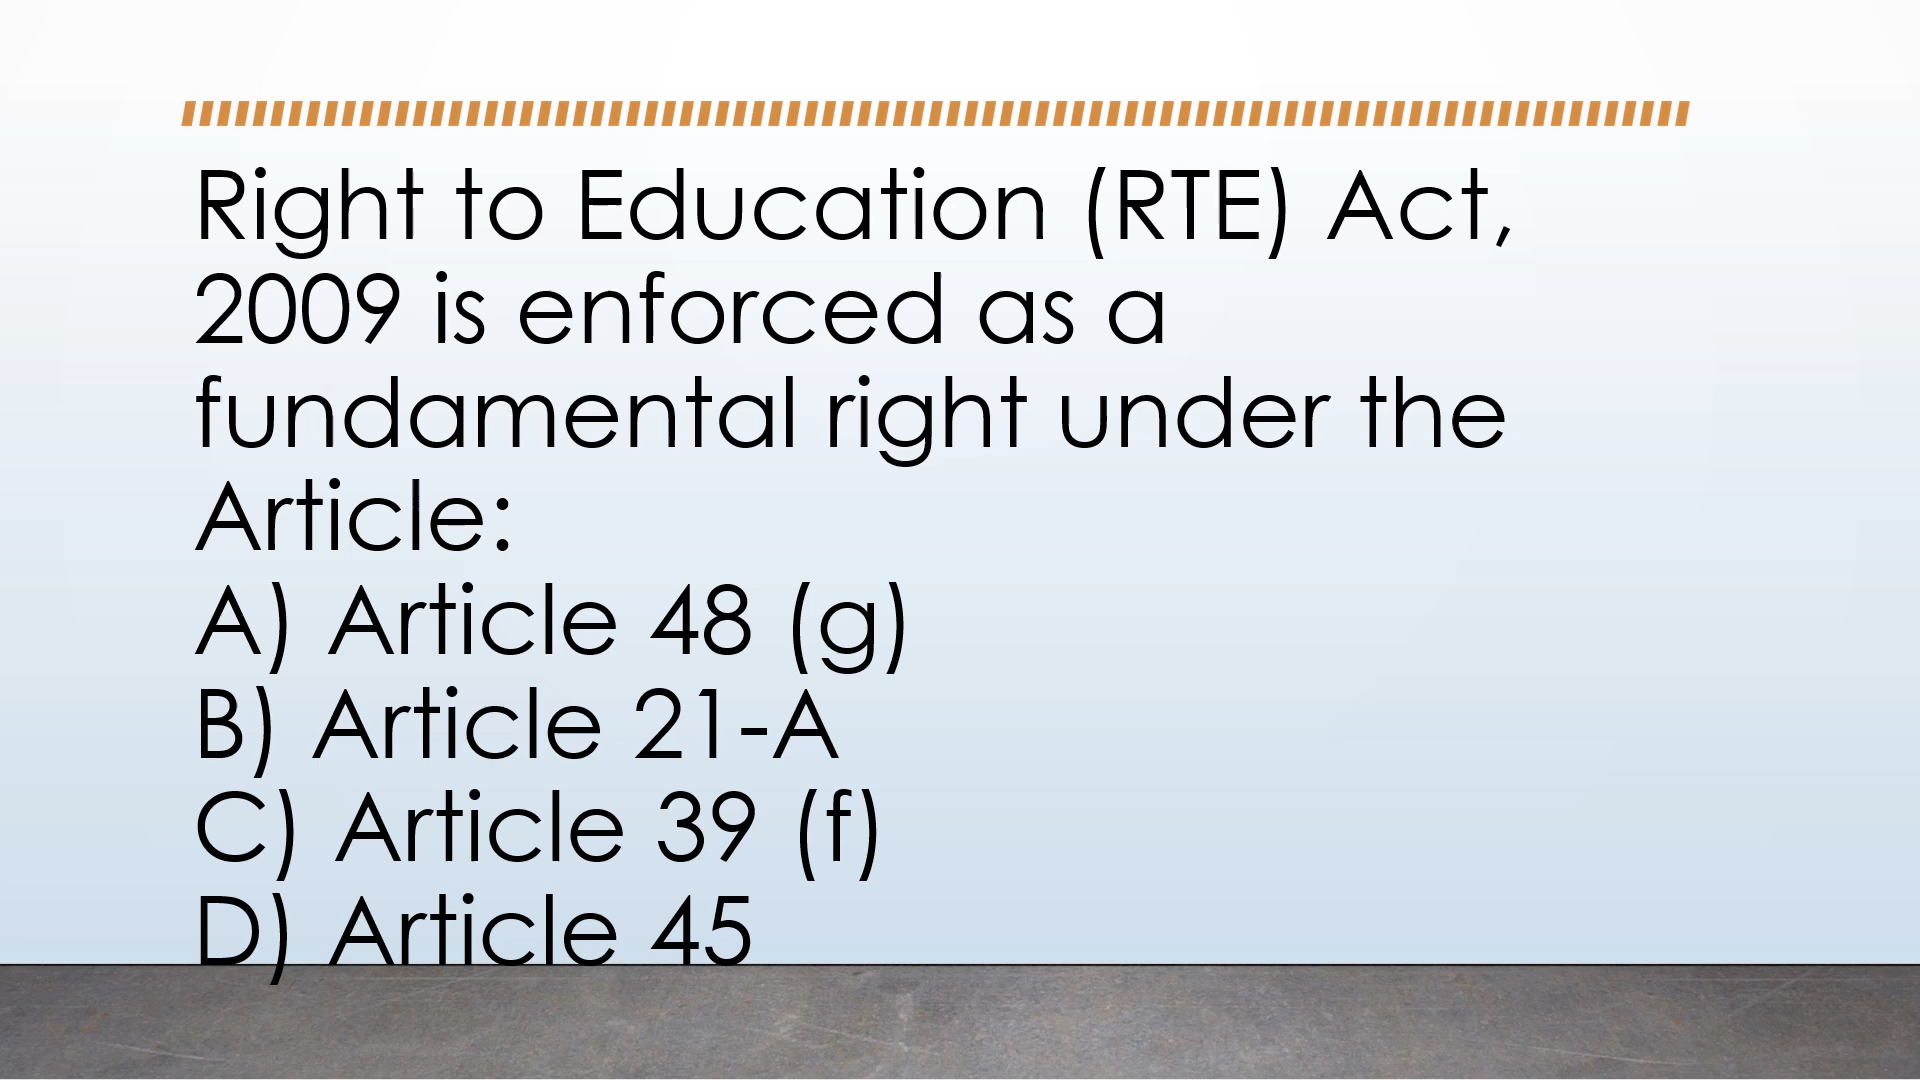 Right to Education (RTE) Act,
2009 is enforced as a
fundamental right under the
Article:
A) Article 48 (g)
B) Article 21-A
C) Article 39 (f)
D) Article 45